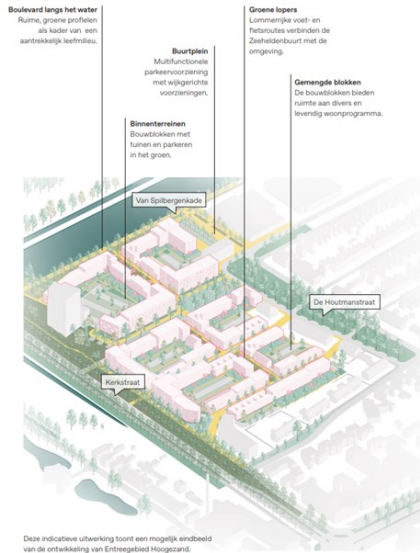 Boulevard langs het water
Ruime, groene profielen
als kader van een
aantrekkelijk leefmilieu.
Groene lopers
Lommerrijke voet- en
fietsroutes verbinden de
Zeeheldenbuurt met de
omgeving.
Buurtplein
Multifunctionele
parkeervoorziening
met wijkgerichte
voorzieningen.
Gemengde blokken
De bouwblokken bieden
ruimte aan divers en
levendig woonprogramma.
Binnenterreinen
Bouwblokken met
tuinen en parkeren
in het groen.
Van Spilbergenkade
De Houtmanstraat
Kerkstraat
Deze indicatieve uitwerking toont een mogelijk eindbeeld
van de ontwikkeling van Entreegebied Hoogezand.